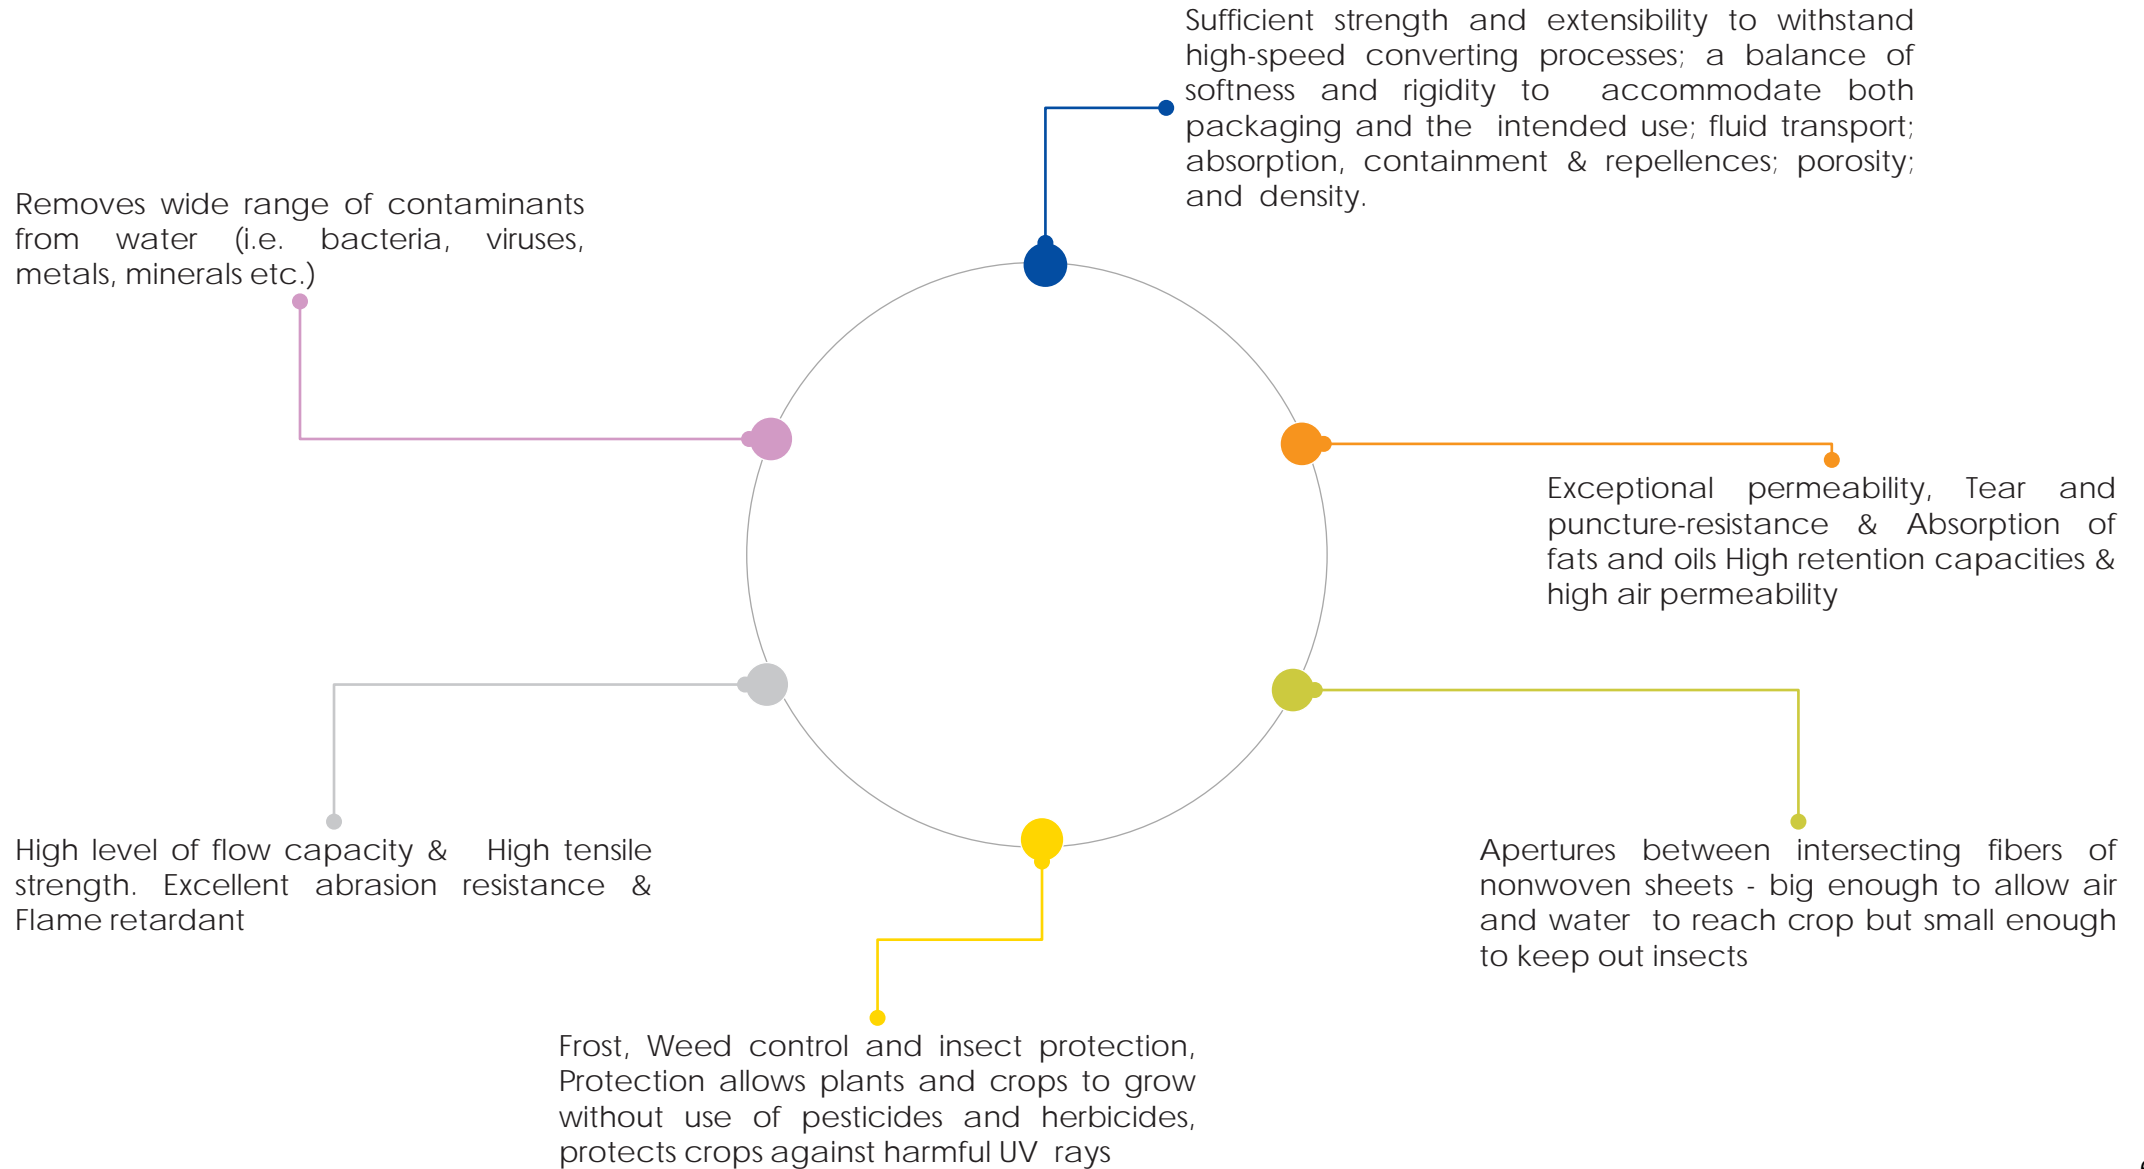 Sufficient strength and extensibility to withstand
high-speed converting processes; a balance of
softness and rigidity to accommodate both
packaging and the intended use; fluid transport;
absorption, containment & repellences; porosity;
and density.
Removes wide range of contaminants
from water (i.e. bacteria, viruses,
metals, minerals etc.)
Exceptional permeability, Tear and
puncture-resistance & Absorption of
fats and oils High retention capacities &
high air permeability
High level of flow capacity & High tensile
strength. Excellent abrasion resistance &
Flame retardant
Apertures between intersecting fibers of
nonwoven sheets - big enough to allow air
and water to reach crop but small enough
to keep out insects
Frost, Weed control and insect protection,
Protection allows plants and crops to grow
without use of pesticides and herbicides,
protects crops against harmful UV rays